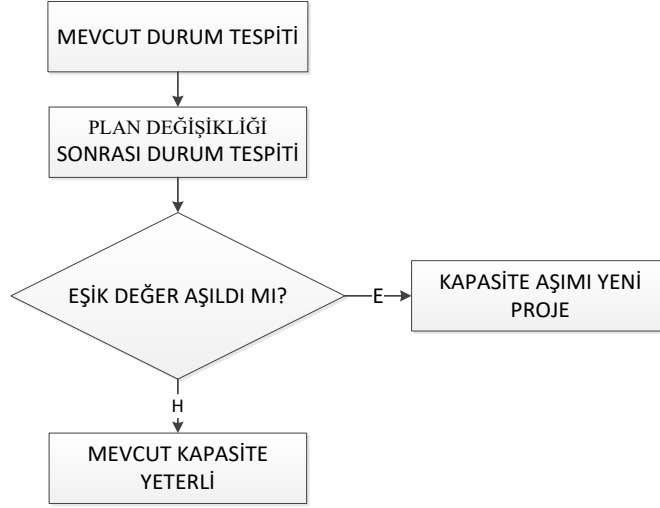 MEVCUT DURUM TESPİTİ
PLAN DEĞİŞİKLİĞİ
SONRASI DURUM TESPİTİ
EŞİK DEĞER AŞILDI MI?
E
KAPASİTE AŞIMI YENİ
PROJE
H
MEVCUT KAPASİTE
YETERLİ